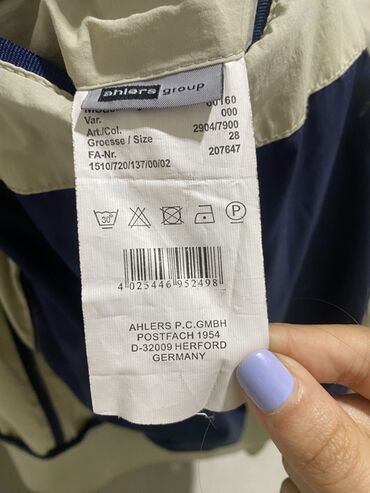 ahlers group
00160
Var. 000
Art./Col. 2904/7900
Groesse / Size 28
FA-Nr. 207647
1510/720/137/00/02
30°
P
4 025446 952498
AHLERS P.C.GMBH
POSTFACH 1954
D-32009 HERFORD
GERMANY